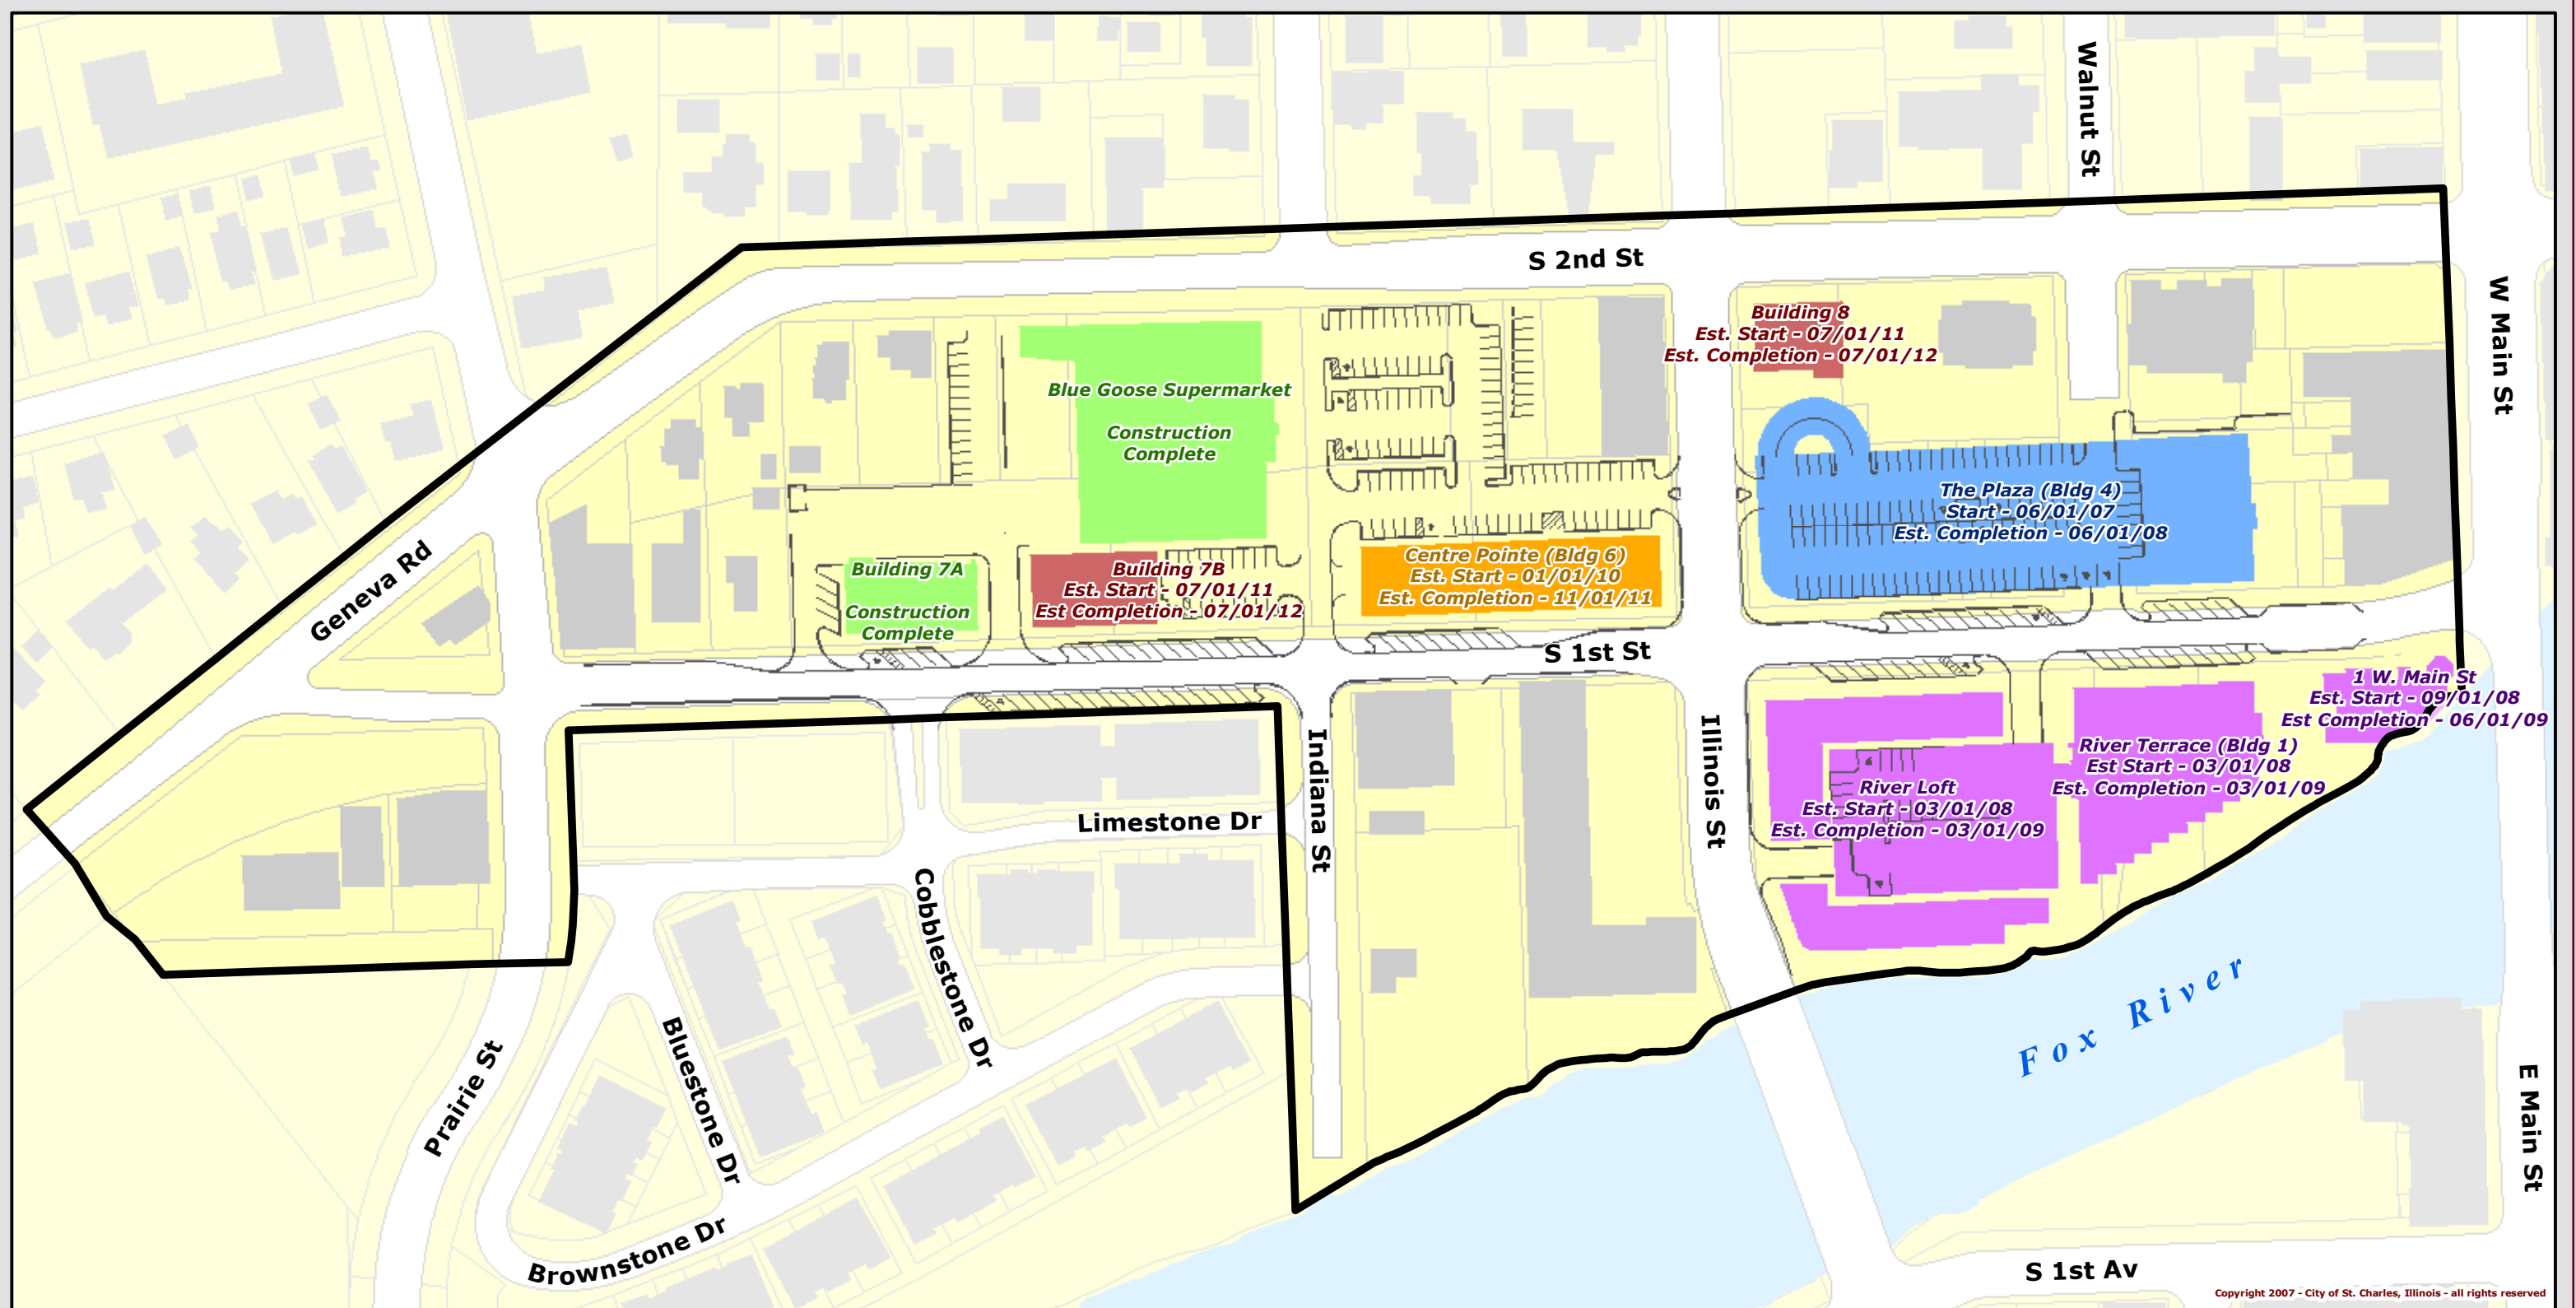 Walnut St
S 2nd St
W Main St
Building 8
Est. Start - 07/01/11
Est. Completion - 07/01/12
Blue Goose Supermarket
Construction
Complete
The Plaza (Bldg 4)
Start - 06/01/07
Est. Completion - 06/01/08
Geneva Rd
Building 7A
Construction
Complete
Building 7B
Est. Start - 07/01/11
Est Completion - 07/01/12
Centre Pointe (Bldg 6)
Est. Start - 01/01/10
Est. Completion - 11/01/11
S 1st St
1 W. Main St
Est. Start - 09/01/08
Est Completion - 06/01/09
River Terrace (Bldg 1)
Est Start - 03/01/08
Est. Completion - 03/01/09
River Loft
Est. Start - 03/01/08
Est. Completion - 03/01/09
Indiana St
Illinois St
Limestone Dr
Cobblestone Dr
Bluestone Dr
Prairie St
Brownstone Dr
Fox River
E Main St
S 1st Av
Copyright 2007 - City of St. Charles, Illinois - all rights reserved